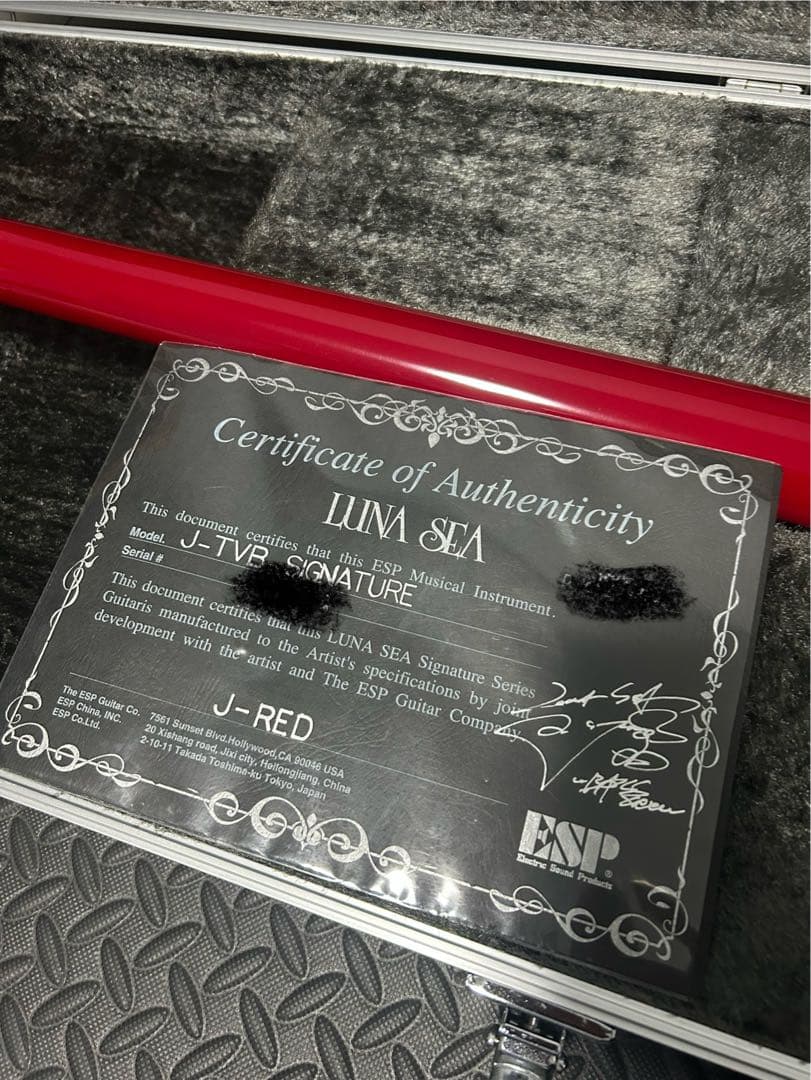 Certificate of Authenticity
LUNA SEA
This document certifies that this ESP Musical Instrument.
Model. J-TVR SIGNATURE
Serial #
This document certifies that this LUNA SEA Signature Series
Guitaris manufactured to the Artist's specifications by joint
development with the artist and The ESP Guitar Company
J-RED
The ESP Guitar Co. 7561 Sunset Blvd.Hollywood,CA 90046 USA
ESP China, INC. 20 Xishang road, Jixi city, Heilongjiang, China
ESP Co.Ltd. 2-10-11 Takada Toshima-ku Tokyo, Japan
ESP®
Electric Sound Products